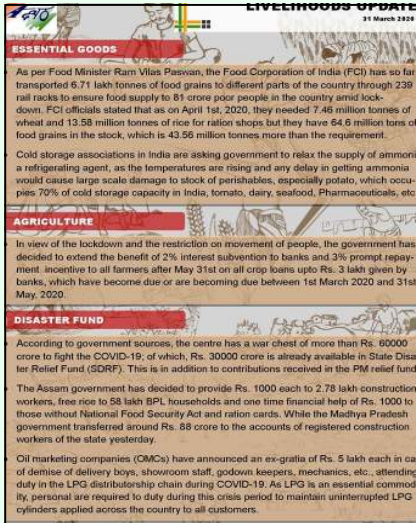 LIVELIHOODS UPDATE
31 March 2020
ESSENTIAL GOODS
As per Food Minister Ram Vilas Paswan, the Food Corporation of India (FCI) has so far
transported 6.71 lakh tonnes of food grains to different parts of the country through 239
rail racks to ensure food supply to 81 crore poor people in the country amid lock-
down. FCI officials stated that as on April 1st, 2020, they needed 7.46 million tonnes of
wheat and 13.58 million tonnes of rice for ration shops but they have 64.6 million tons of
food grains in the stock, which is 43.56 million tonnes more than the requirement.
Cold storage associations in India are asking government to relax the supply of ammoni
a refrigerating agent, as the temperatures are rising and any delay in getting ammonia
would cause large scale damage to stock of perishables, especially potato, which occu-
pies 70% of cold storage capacity in India, tomato, dairy, seafood, Pharmaceuticals, etc
AGRICULTURE
In view of the lockdown and the restriction on movement of people, the government has
decided to extend the benefit of 2% interest subvention to banks and 3% prompt repay-
ment incentive to all farmers after May 31st on all crop loans upto Rs. 3 lakh given by
banks, which have become due or are becoming due between 1st March 2020 and 31st
May, 2020.
DISASTER FUND
According to government sources, the centre has a war chest of more than Rs. 60000
crore to fight the COVID-19; of which, Rs. 30000 crore is already available in State Disa
ter Relief Fund (SDRF). This is in addition to contributions received in the PM relief fund
The Assam government has decided to provide Rs. 1000 each to 2.78 lakh construction
workers, free rice to 58 lakh BPL households and one time financial help of Rs. 1000 to
those without National Food Security Act and ration cards. While the Madhya Pradesh
government transferred around Rs. 88 crore to the accounts of registered construction
workers of the state yesterday.
Oil marketing companies (OMCs) have announced an ex-gratia of Rs. 5 lakh each in ca
of demise of delivery boys, showroom staff, godown keepers, mechanics, etc., attending
duty in the LPG distributorship chain during COVID-19. As LPG is an essential commod
ity, personal are required to duty during this crisis period to maintain uninterrupted LPG
cylinders applied across the country to all customers.